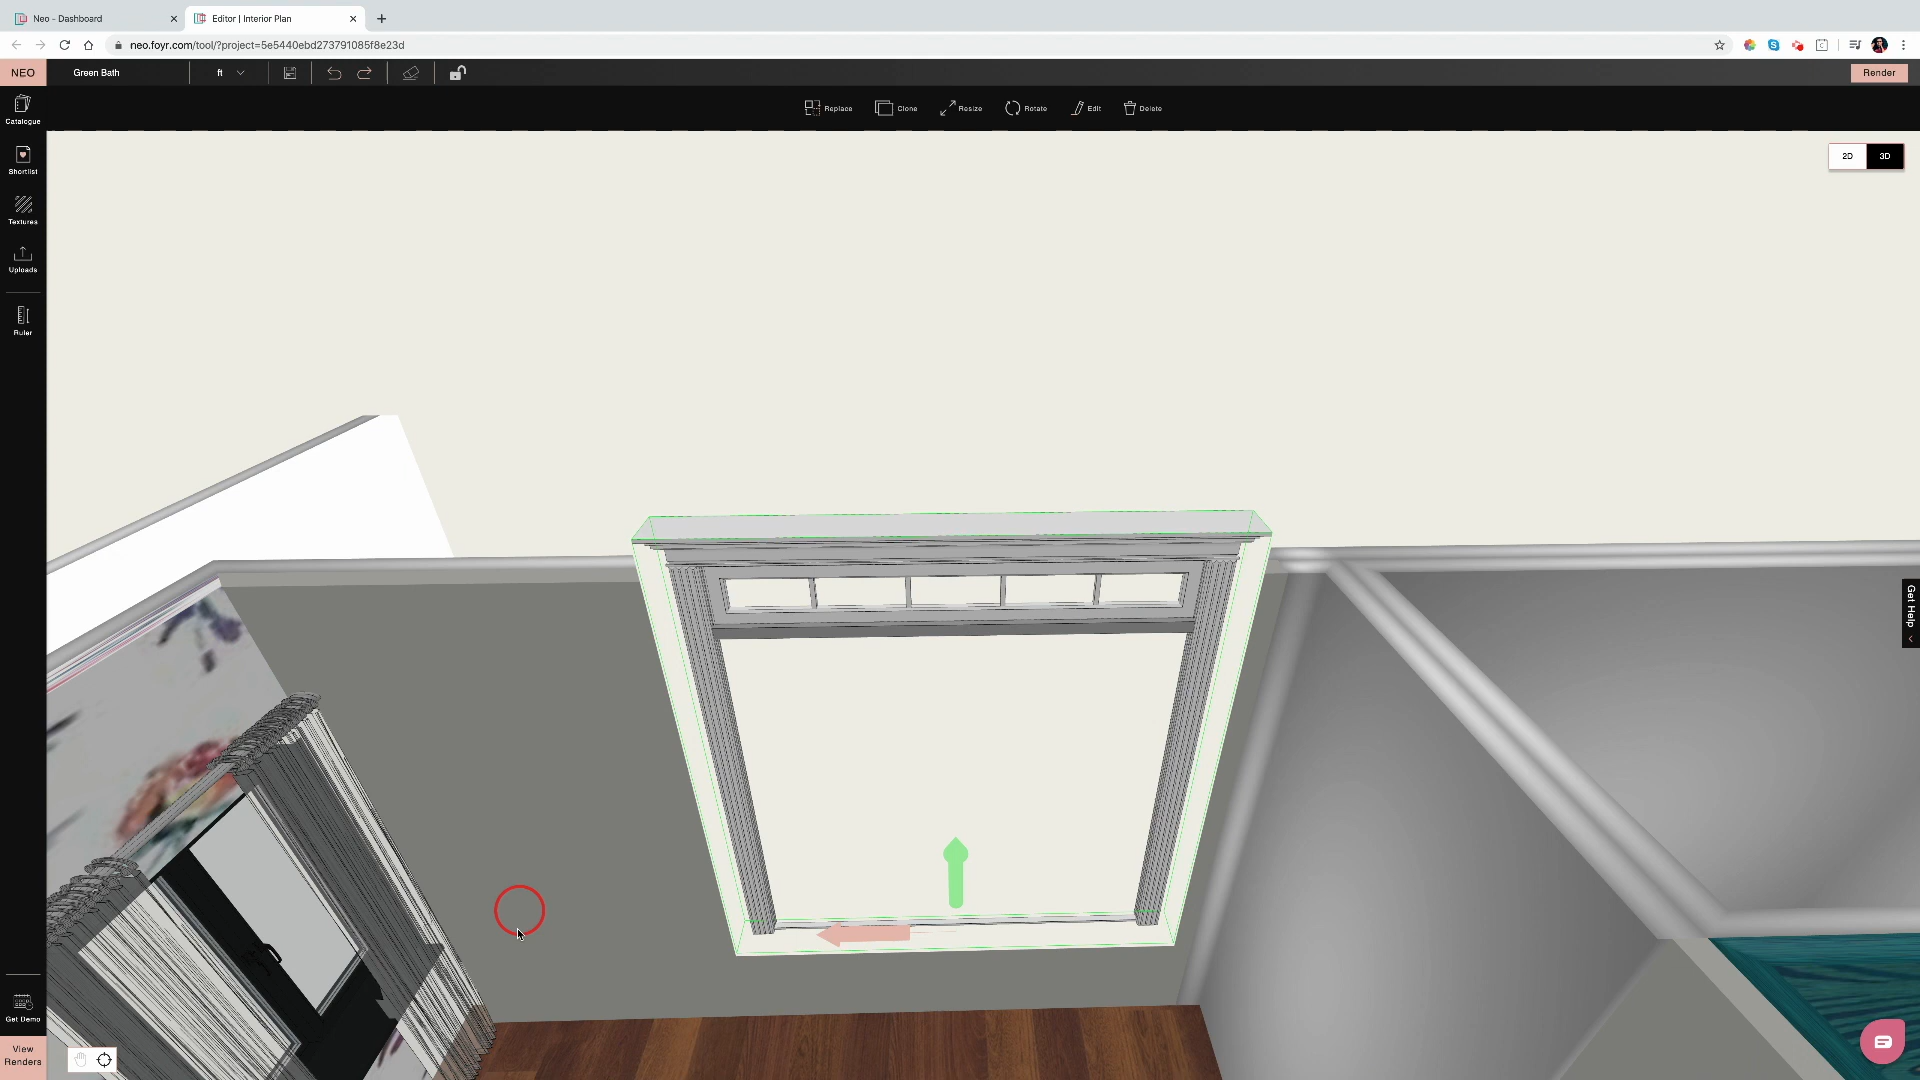 Neo - Dashboard
Editor | Interior Plan
neo.foyr.com/tool/?project=5e5440ebd273791085f8e23d
NEO
Green Bath
ft
Render
Catalogue
Replace
Clone
Resize
Rotate
Edit
Delete
2D
3D
Shortlist
Textures
Uploads
Ruler
Get Help
Get Demo
View
Renders